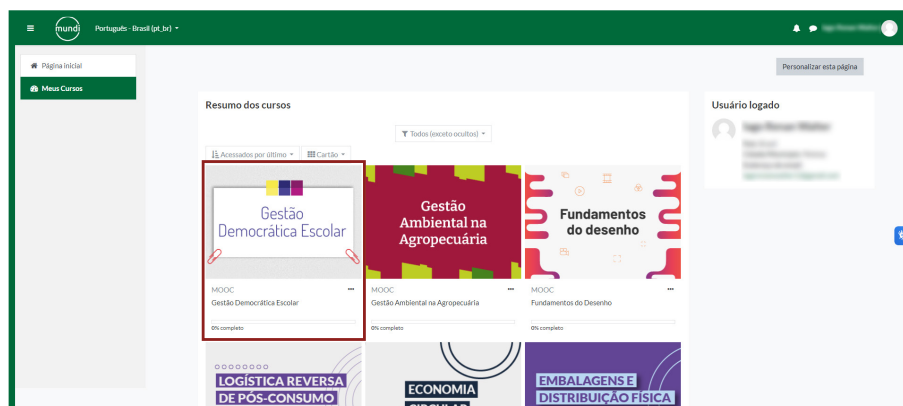 mundi
Português - Brasil (pt_br)
Página inicial
Meus Cursos
Personalizar esta página
Resumo dos cursos
Todos (exceto ocultos)
Acessados por último
Cartão
Usuário logado
Gestão
Democrática Escolar
MOOC
Gestão Democrática Escolar
0% completo
Gestão
Ambiental na
Agropecuária
MOOC
Gestão Ambiental na Agropecuária
0% completo
Fundamentos
do desenho
MOOC
Fundamentos do Desenho
0% completo
LOGÍSTICA REVERSA
DE PÓS-CONSUMO
ECONOMIA
CIRCULAR
EMBALAGENS E
DISTRIBUIÇÃO FÍSICA